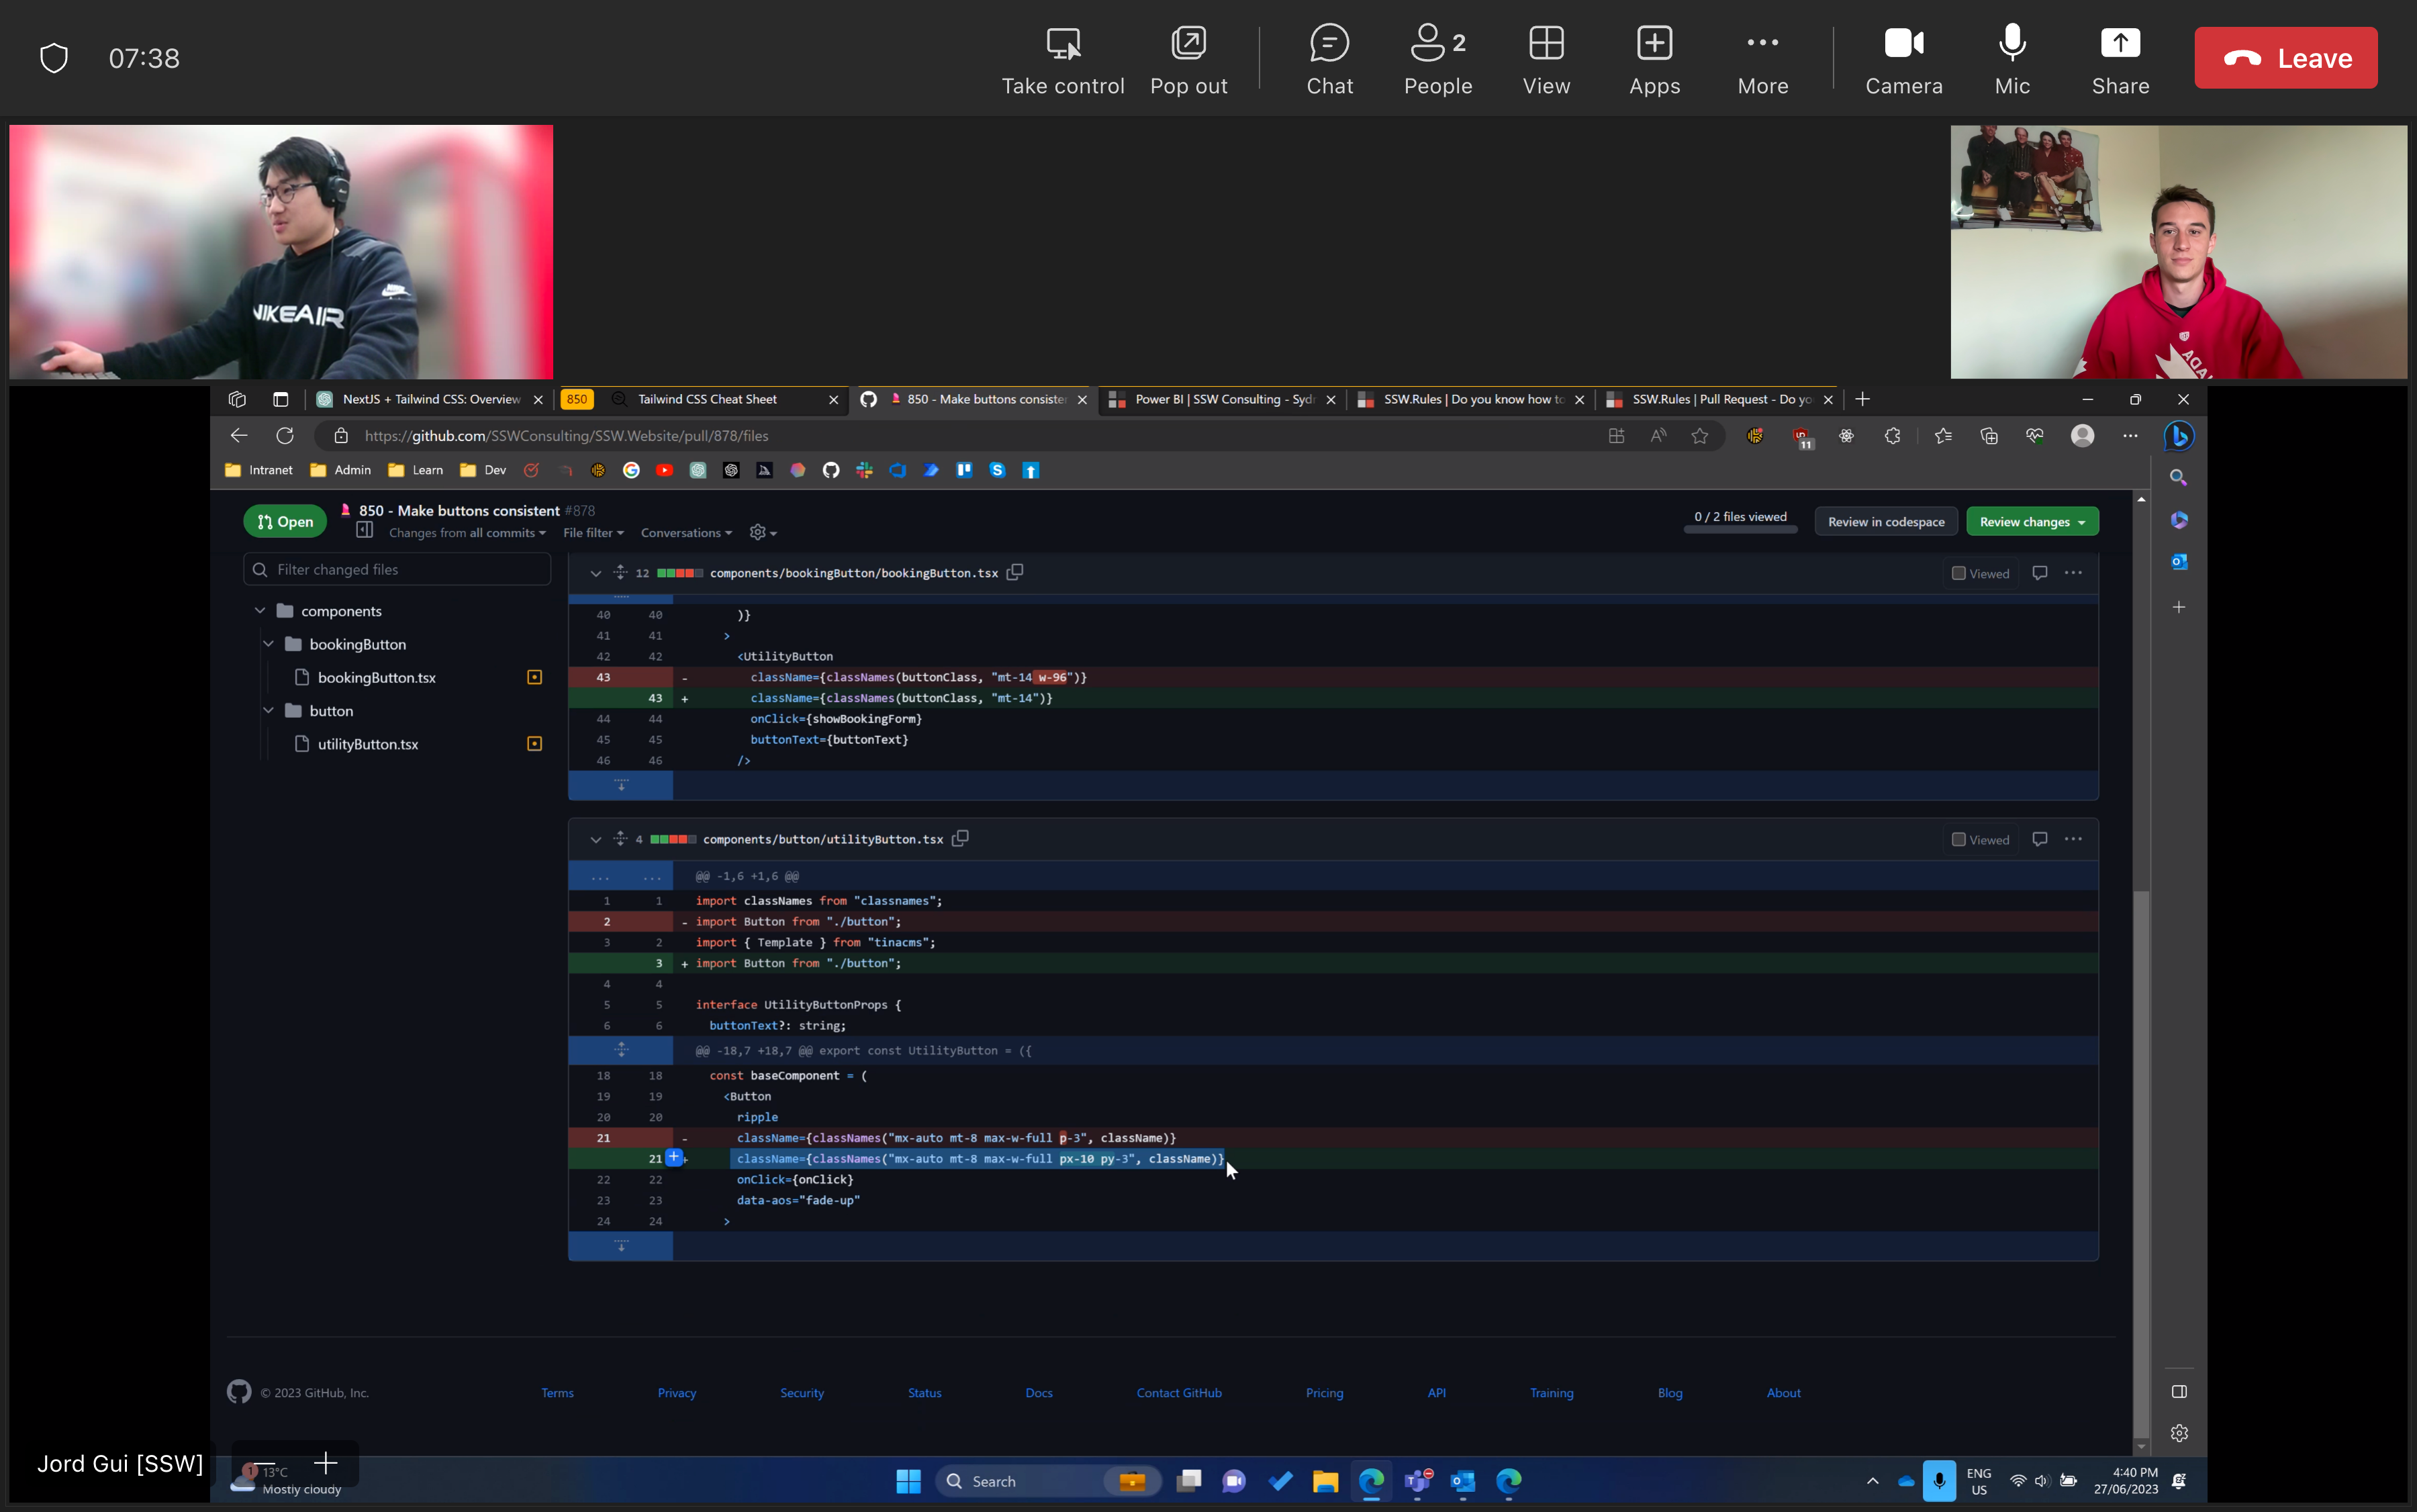 07:38
Take control
Pop out
Chat
2
People
View
Apps
More
Camera
Mic
Share
Leave
NIKEAIR
NextJS + Tailwind CSS: Overview
850
Tailwind CSS Cheat Sheet
850 - Make buttons consister
Power BI | SSW Consulting - Syd
SSW.Rules | Do you know how to
SSW.Rules | Pull Request - Do yo
https://github.com/SSWConsulting/SSW.Website/pull/878/files
11
Intranet
Admin
Learn
Dev
Open
850 - Make buttons consistent #878
Changes from all commits
File filter
Conversations
0 / 2 files viewed
Review in codespace
Review changes
Filter changed files
components
bookingButton
bookingButton.tsx
button
utilityButton.tsx
12 components/bookingButton/bookingButton.tsx
Viewed
40 40 )}
41 41 >
42 42 <UtilityButton
43 - className={classNames(buttonClass, "mt-14 w-96")}
43 + className={classNames(buttonClass, "mt-14")}
44 44 onClick={showBookingForm}
45 45 buttonText={buttonText}
46 46 />
4 components/button/utilityButton.tsx
Viewed
... ... @@ -1,6 +1,6 @@
1 1 import classNames from "classnames";
2 - import Button from "./button";
3 2 import { Template } from "tinacms";
3 + import Button from "./button";
4 4
5 5 interface UtilityButtonProps {
6 6 buttonText?: string;
@@ -18,7 +18,7 @@ export const UtilityButton = ({
18 18 const baseComponent = (
19 19 <Button
20 20 ripple
21 - className={classNames("mx-auto mt-8 max-w-full p-3", className)}
21 + className={classNames("mx-auto mt-8 max-w-full px-10 py-3", className)}
22 22 onClick={onClick}
23 23 data-aos="fade-up"
24 24 >
© 2023 GitHub, Inc.
Terms
Privacy
Security
Status
Docs
Contact GitHub
Pricing
API
Training
Blog
About
Jord Gui [SSW]
1
13°C
Mostly cloudy
Search
ENG
US
4:40 PM
27/06/2023